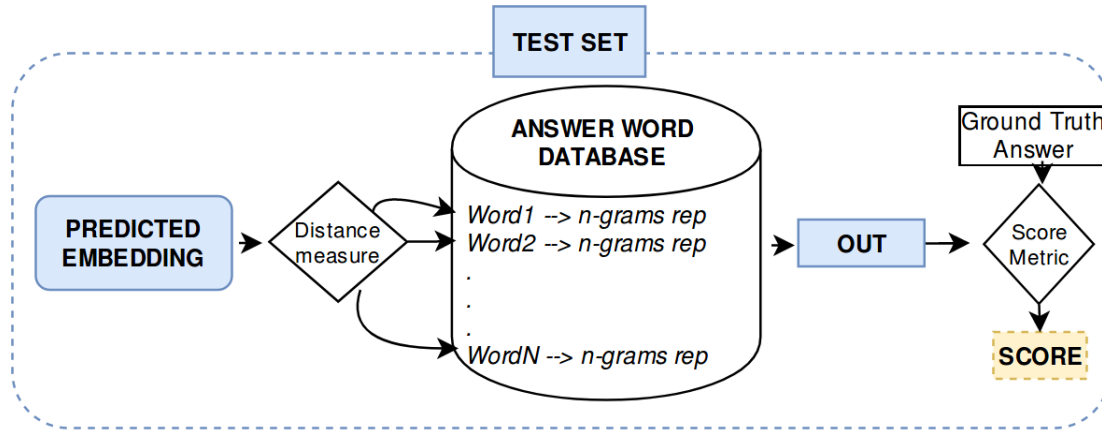 TEST SET
PREDICTED
EMBEDDING
Distance
measure
ANSWER WORD
DATABASE
Word1 --> n-grams rep
Word2 --> n-grams rep
.
.
.
WordN --> n-grams rep
OUT
Ground Truth
Answer
Score
Metric
SCORE